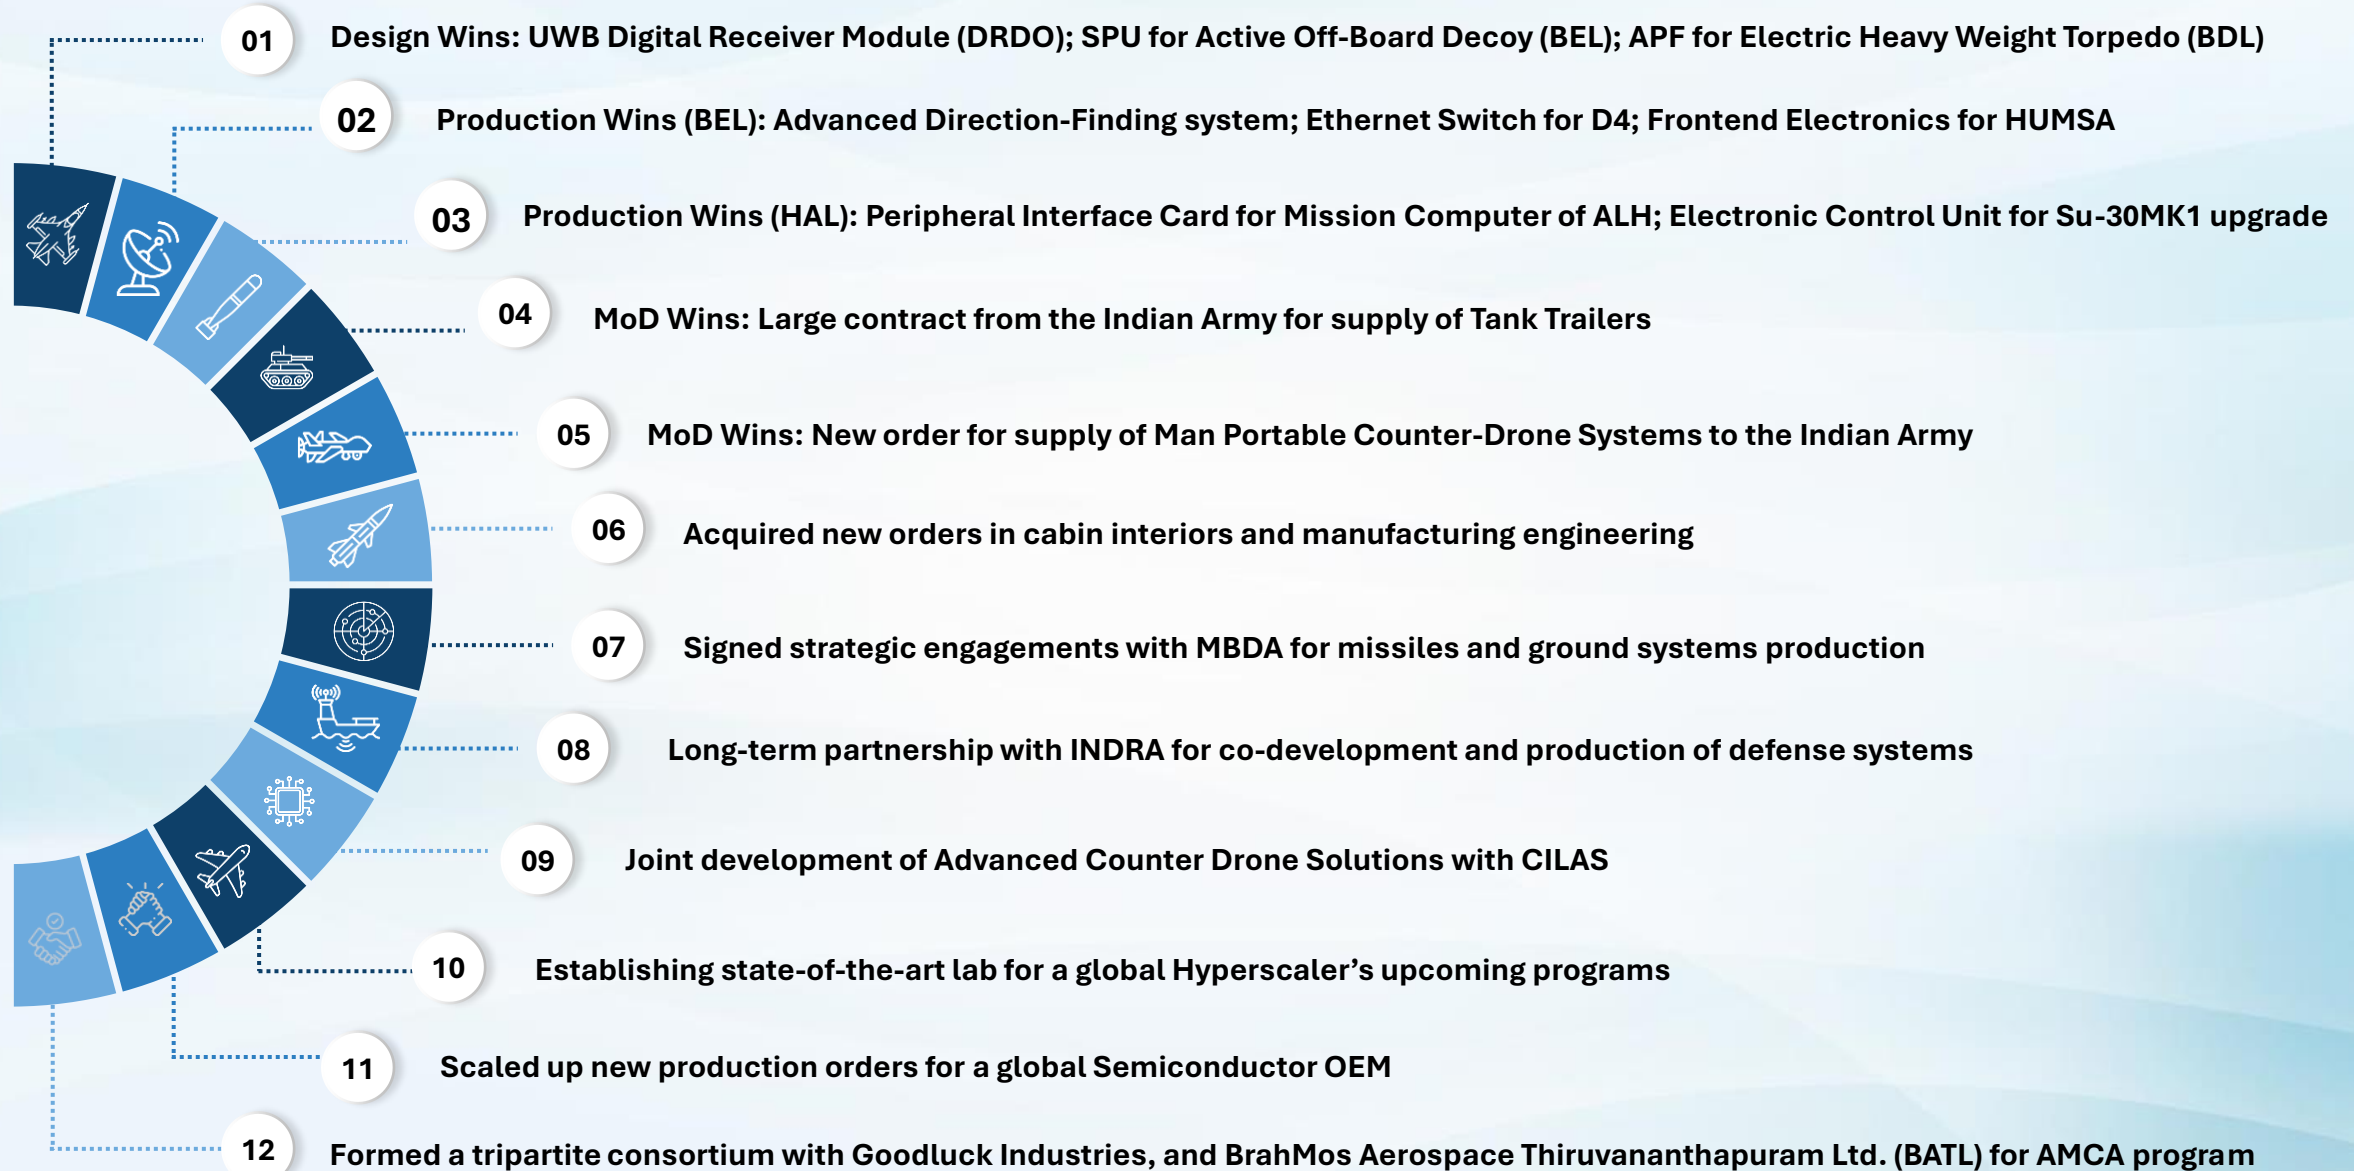 01 Design Wins: UWB Digital Receiver Module (DRDO); SPU for Active Off-Board Decoy (BEL); APF for Electric Heavy Weight Torpedo (BDL)
02 Production Wins (BEL): Advanced Direction-Finding system; Ethernet Switch for D4; Frontend Electronics for HUMSA
03 Production Wins (HAL): Peripheral Interface Card for Mission Computer of ALH; Electronic Control Unit for Su-30MK1 upgrade
04 MoD Wins: Large contract from the Indian Army for supply of Tank Trailers
05 MoD Wins: New order for supply of Man Portable Counter-Drone Systems to the Indian Army
06 Acquired new orders in cabin interiors and manufacturing engineering
07 Signed strategic engagements with MBDA for missiles and ground systems production
08 Long-term partnership with INDRA for co-development and production of defense systems
09 Joint development of Advanced Counter Drone Solutions with CILAS
10 Establishing state-of-the-art lab for a global Hyperscaler’s upcoming programs
11 Scaled up new production orders for a global Semiconductor OEM
12 Formed a tripartite consortium with Goodluck Industries, and BrahMos Aerospace Thiruvananthapuram Ltd. (BATL) for AMCA program